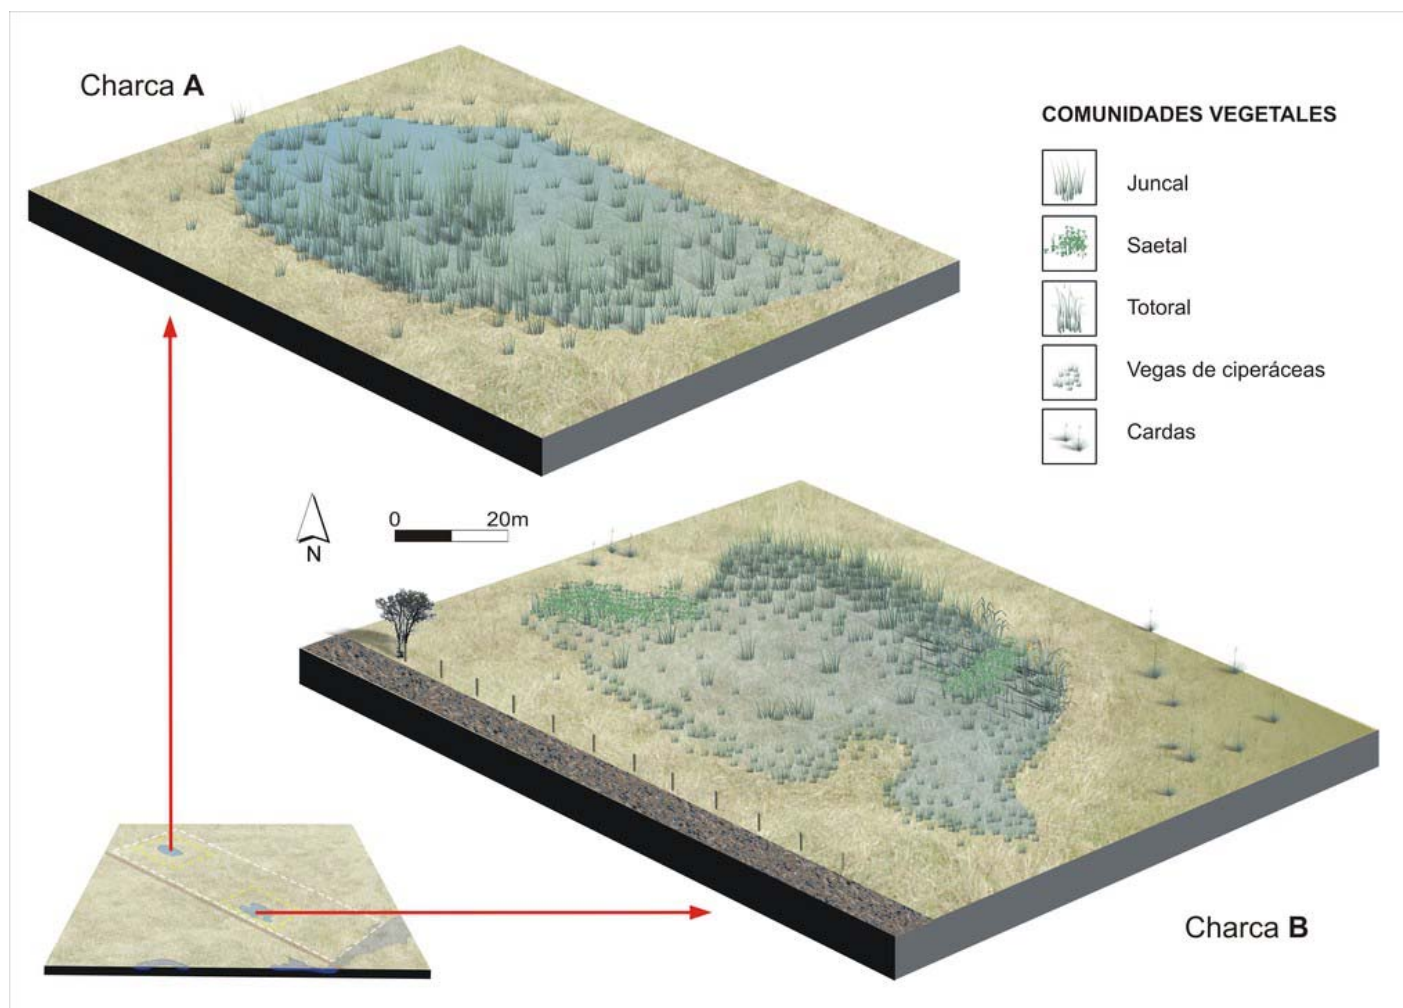 Charca A
COMUNIDADES VEGETALES
Juncal
Saetal
Totoral
Vegas de ciperáceas
Cardas
N
0 20m
Charca B